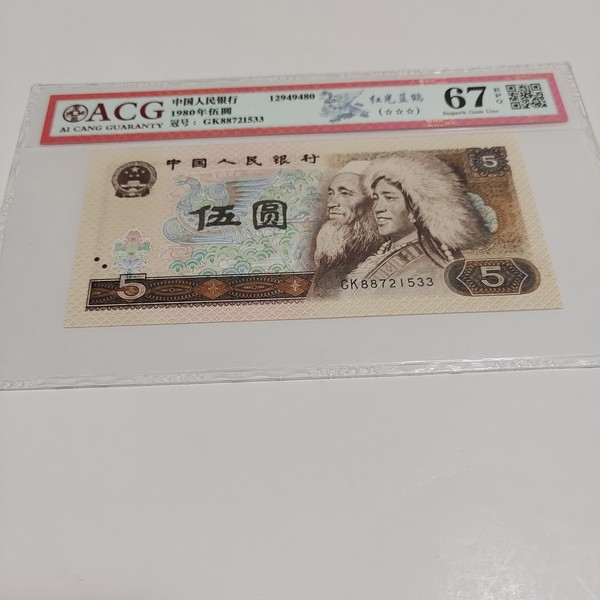 ACG
AI CANG GUARANTY
中国人民银行
1980年伍圆
冠号: GK88721533
12949480
红光蓝鹤
(☆☆☆)
67 EPQ
Superb Gem Unc
中国人民银行
5
伍圆
5
GK88721533
5